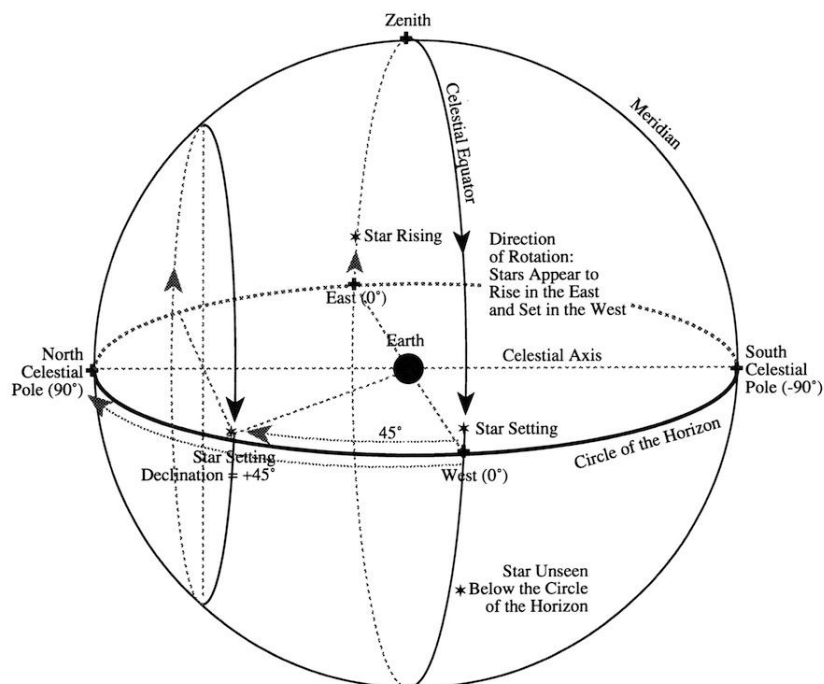 Zenith
Meridian
Celestial Equator
Star Rising
Direction
of Rotation:
Stars Appear to
Rise in the East
and Set in the West
East (0°)
Earth
North
Celestial
Pole (90°)
Celestial Axis
South
Celestial
Pole (-90°)
45°
Star Setting
Star Setting
Declination = +45°
West (0°)
Circle of the Horizon
Star Unseen
Below the Circle
of the Horizon